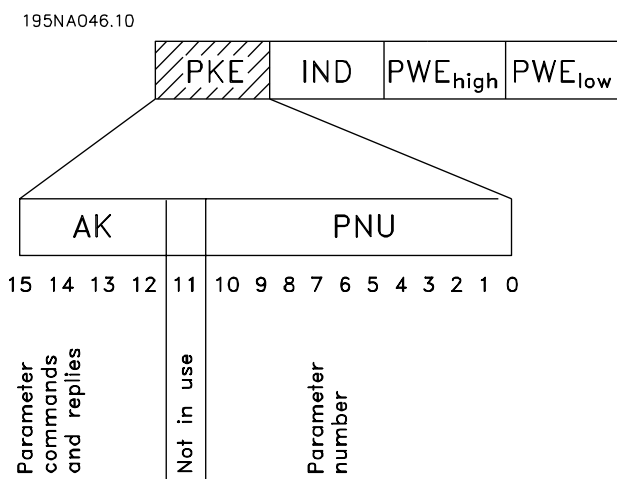 195NA046.10
PKE IND PWEhigh PWElow
AK PNU
15 14 13 12 11 10 9 8 7 6 5 4 3 2 1 0
Parameter
commands
and replies
Not in use
Parameter
number